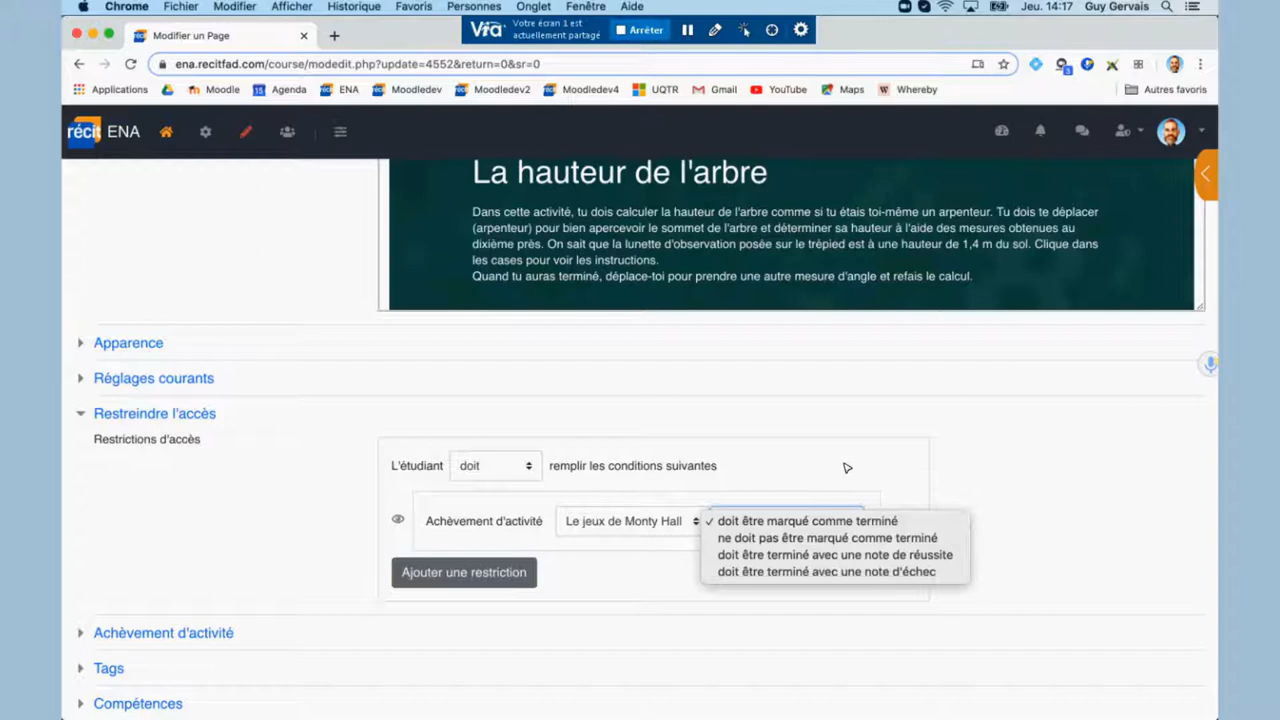 Chrome Fichier Modifier Afficher Historique Favoris Personnes Onglet Fenêtre Aide Jeu. 14:17 Guy Gervais
Modifier un Page
Via Votre écran 1 est actuellement partagé Arrêter
ena.recitfad.com/course/modedit.php?update=4552&return=0&sr=0
3
Applications Moodle 15 Agenda ENA Moodledev Moodledev2 Moodledev4 UQTR Gmail YouTube Maps W Whereby Autres favoris
récit ENA
La hauteur de l'arbre
Dans cette activité, tu dois calculer la hauteur de l'arbre comme si tu étais toi-même un arpenteur. Tu dois te déplacer
(arpenteur) pour bien apercevoir le sommet de l'arbre et déterminer sa hauteur à l'aide des mesures obtenues au
dixième près. On sait que la lunette d'observation posée sur le trépied est à une hauteur de 1,4 m du sol. Clique dans
les cases pour voir les instructions.
Quand tu auras terminé, déplace-toi pour prendre une autre mesure d'angle et refais le calcul.
Apparence
Réglages courants
Restreindre l'accès
Restrictions d'accès
L'étudiant doit remplir les conditions suivantes
Achèvement d'activité Le jeux de Monty Hall ✓ doit être marqué comme terminé
ne doit pas être marqué comme terminé
doit être terminé avec une note de réussite
doit être terminé avec une note d'échec
Ajouter une restriction
Achèvement d'activité
Tags
Compétences